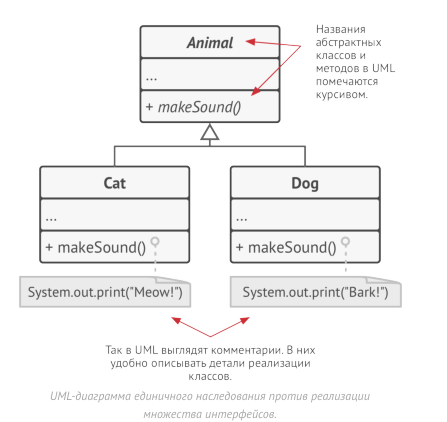 Animal
...
+ makeSound()
Названия
абстрактных
классов и
методов в UML
помечаются
курсивом.
Cat
...
+ makeSound()
System.out.print("Meow!")
Dog
...
+ makeSound()
System.out.print("Bark!")
Так в UML выглядят комментарии. В них
удобно описывать детали реализации
классов.
UML-диаграмма единичного наследования против реализации
множества интерфейсов.